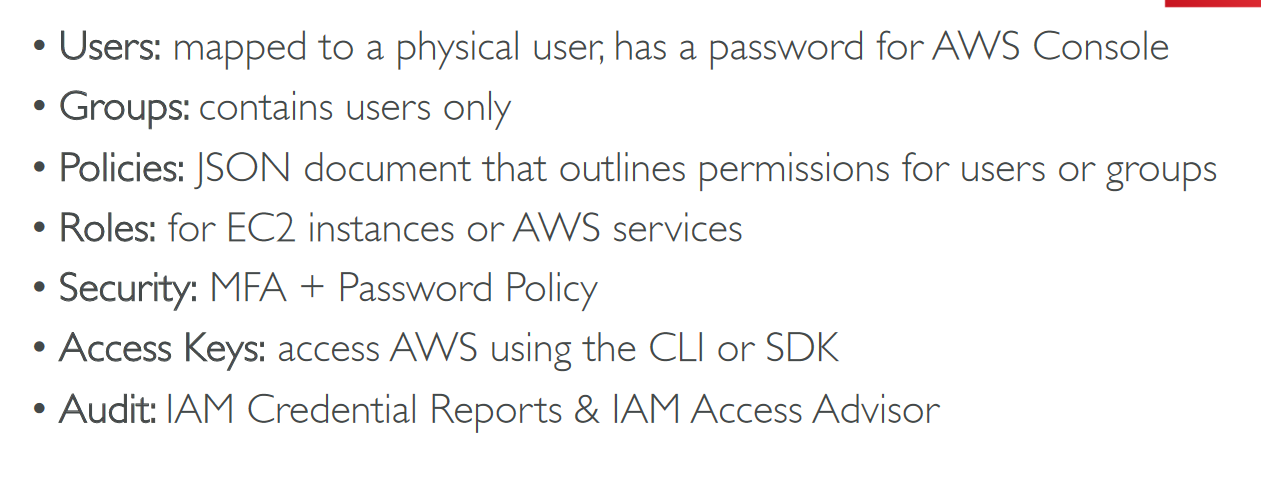 • Users: mapped to a physical user, has a password for AWS Console
• Groups: contains users only
• Policies: JSON document that outlines permissions for users or groups
• Roles: for EC2 instances or AWS services
• Security: MFA + Password Policy
• Access Keys: access AWS using the CLI or SDK
• Audit: IAM Credential Reports & IAM Access Advisor